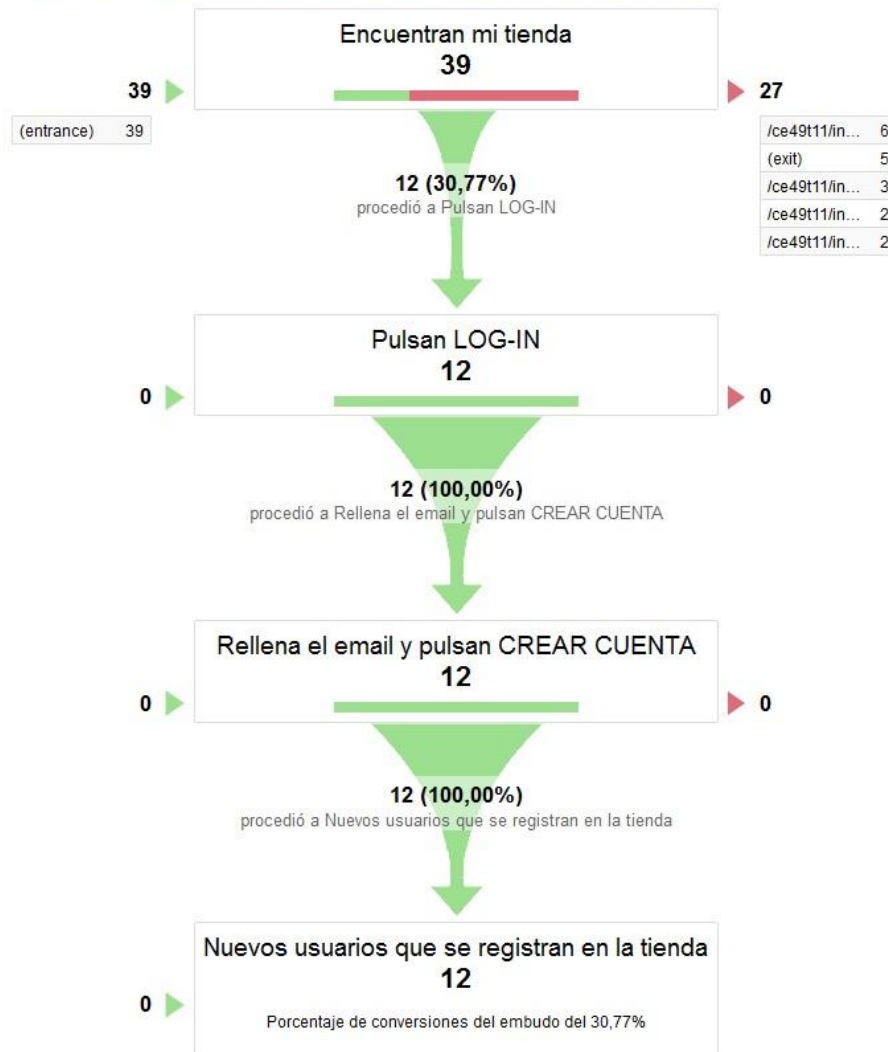 Encuentran mi tienda
39
39
27
(entrance) 39
/ce49t11/in... 6
(exit) 5
/ce49t11/in... 3
/ce49t11/in... 2
/ce49t11/in... 2
12 (30,77%)
procedió a Pulsan LOG-IN
Pulsan LOG-IN
12
0
0
12 (100,00%)
procedió a Rellena el email y pulsan CREAR CUENTA
Rellena el email y pulsan CREAR CUENTA
12
0
0
12 (100,00%)
procedió a Nuevos usuarios que se registran en la tienda
Nuevos usuarios que se registran en la tienda
12
0
Porcentaje de conversiones del embudo del 30,77%